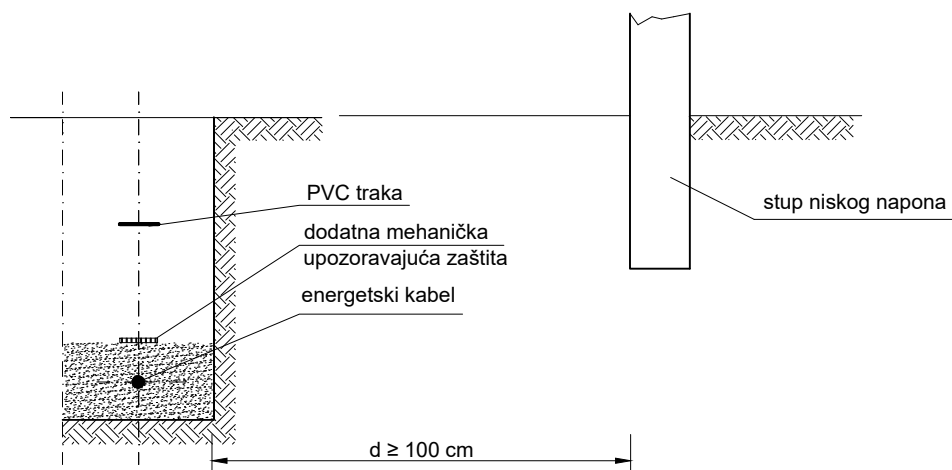 PVC traka
dodatna mehanička
upozoravajuća zaštita
energetski kabel
stup niskog napona
d ≥ 100 cm